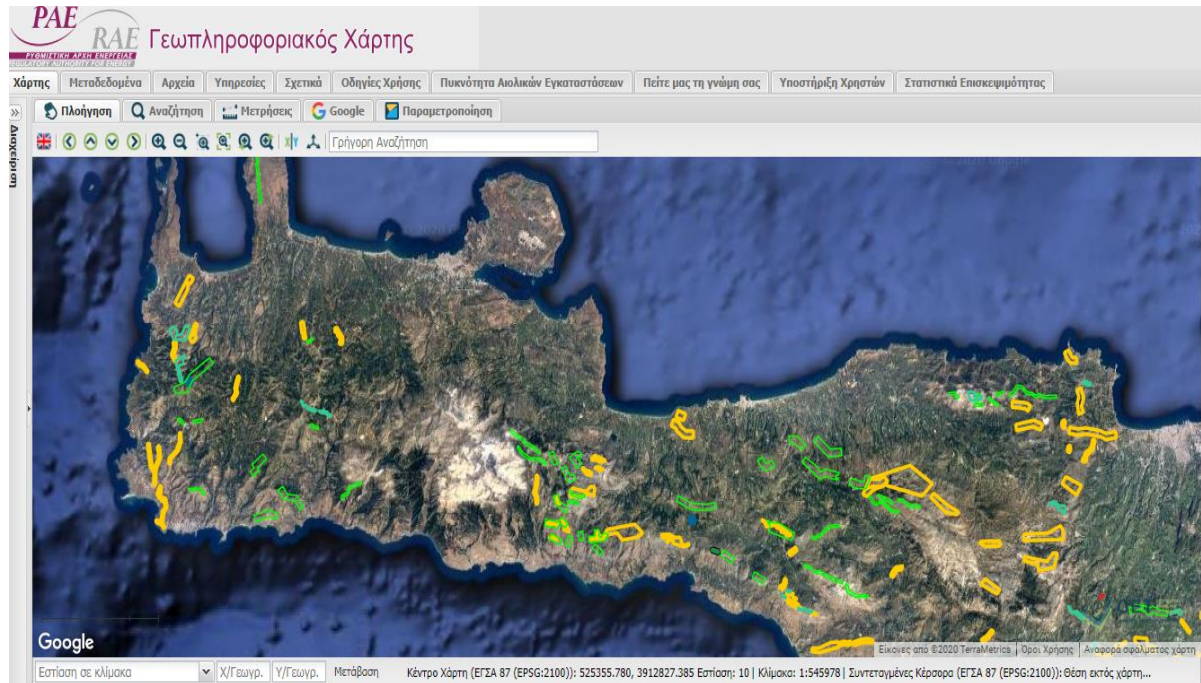 ΡΑΕ
RAE
ΡΥΘΜΙΣΤΙΚΗ ΑΡΧΗ ΕΝΕΡΓΕΙΑΣ
REGULATORY AUTHORITY FOR ENERGY
Γεωπληροφοριακός Χάρτης
Χάρτης Μεταδεδομένα Αρχεία Υπηρεσίες Σχετικά Οδηγίες Χρήσης Πυκνότητα Αιολικών Εγκαταστάσεων Πείτε μας τη γνώμη σας Υποστήριξη Χρηστών Στατιστικά Επισκεψιμότητας
» Πλοήγηση Αναζήτηση Μετρήσεις Google Παραμετροποίηση
Διαχείριση
Γρήγορη Αναζήτηση
Google
Εικόνες από ©2020 TerraMetrics Όροι Χρήσης Αναφορά σφάλματος χάρτη
Εστίαση σε κλίμακα Χ/Γεωγρ. Υ/Γεωγρ. Μετάβαση Κέντρο Χάρτη (ΕΓΣΑ 87 (EPSG:2100)): 525355.780, 3912827.385 Εστίαση: 10 | Κλίμακα: 1:545978 | Συντεταγμένες Κέρσορα (ΕΓΣΑ 87 (EPSG:2100)): Θέση εκτός χάρτη...